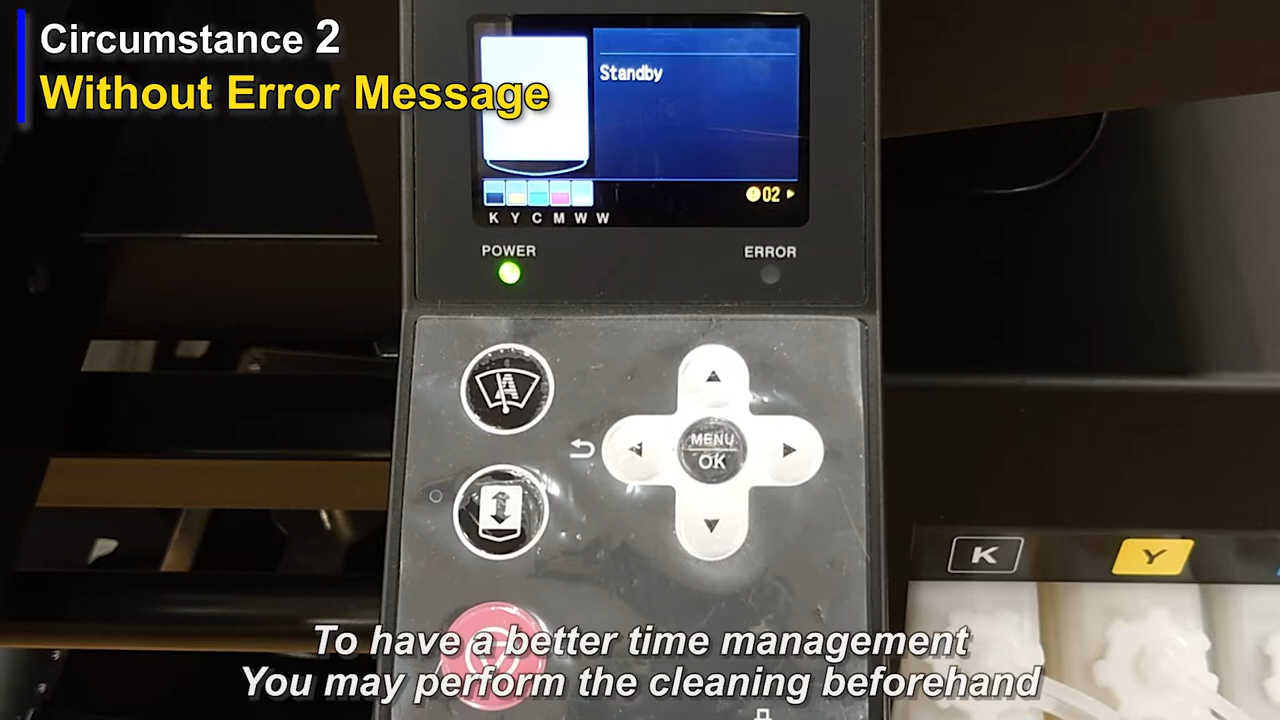 Circumstance 2
Without Error Message
Standby
02
K Y C M W W
POWER
ERROR
MENU
OK
K
Y
To have a better time management
You may perform the cleaning beforehand